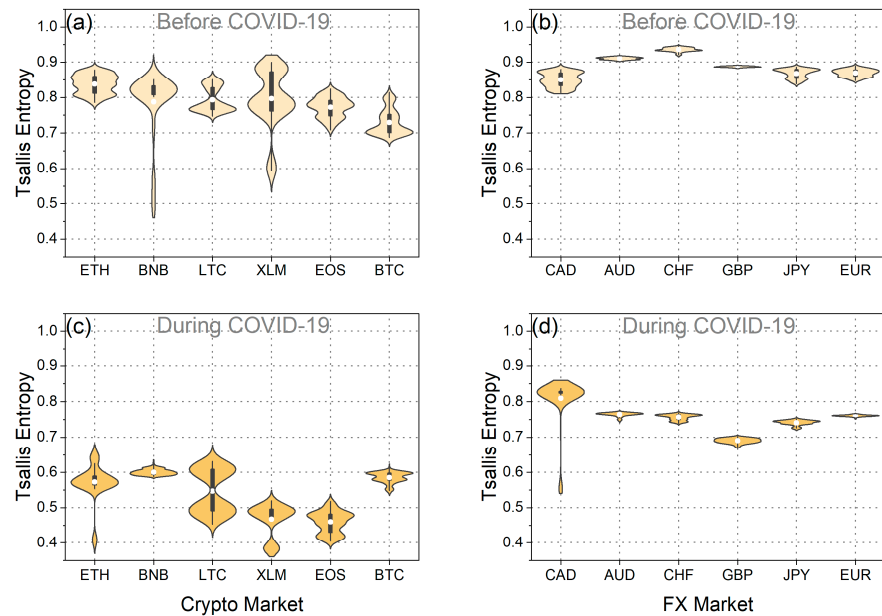 (a) Before COVID-19
Tsallis Entropy
1.0
0.9
0.8
0.7
0.6
0.5
0.4
ETH BNB LTC XLM EOS BTC
(b) Before COVID-19
Tsallis Entropy
1.0
0.9
0.8
0.7
0.6
0.5
0.4
CAD AUD CHF GBP JPY EUR
(c) During COVID-19
Tsallis Entropy
1.0
0.9
0.8
0.7
0.6
0.5
0.4
ETH BNB LTC XLM EOS BTC
Crypto Market
(d) During COVID-19
Tsallis Entropy
1.0
0.9
0.8
0.7
0.6
0.5
0.4
CAD AUD CHF GBP JPY EUR
FX Market